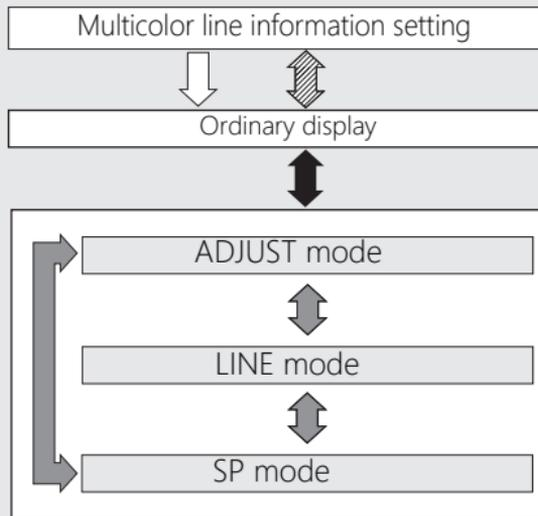 Multicolor line information setting
Ordinary display
ADJUST mode
LINE mode
SP mode